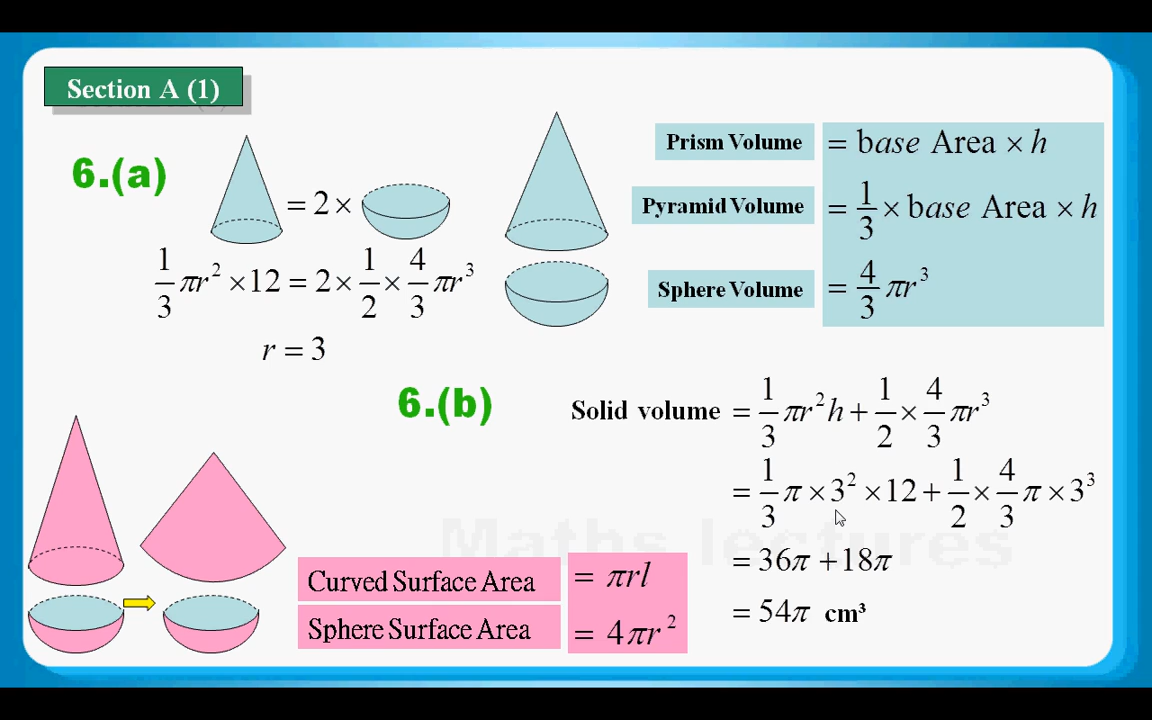 Section A (1)
6.(a)
= 2 ×
1/3 πr² × 12 = 2 × 1/2 × 4/3 πr³
r = 3
Prism Volume = base Area × h
Pyramid Volume = 1/3 × base Area × h
Sphere Volume = 4/3 πr³
6.(b)
Solid volume = 1/3 πr²h + 1/2 × 4/3 πr³
= 1/3 π × 3² × 12 + 1/2 × 4/3 π × 3³
= 36π + 18π
= 54π cm³
Maths lectures
Curved Surface Area = πrl
Sphere Surface Area = 4πr²